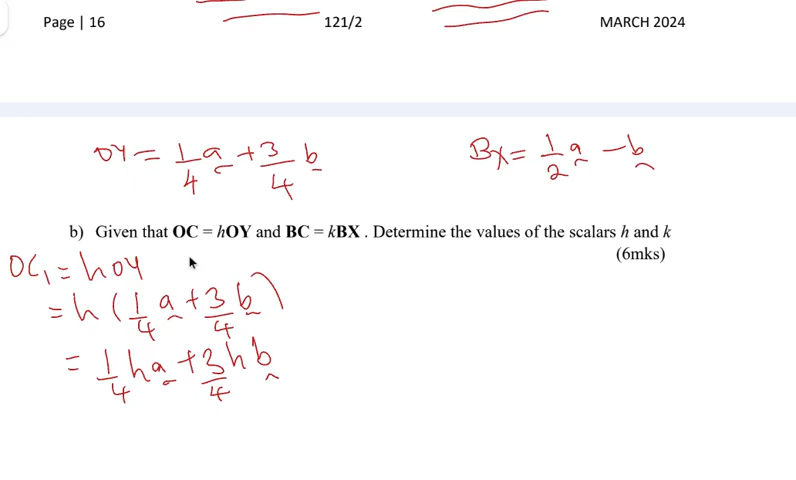 Page | 16 121/2 MARCH 2024
OY = 1/4 a + 3/4 b BX = 1/2 a - b
b) Given that OC = hOY and BC = kBX . Determine the values of the scalars h and k
(6mks)
OC₁ = hOY
= h ( 1/4 a + 3/4 b )
= 1/4 ha + 3/4 h b